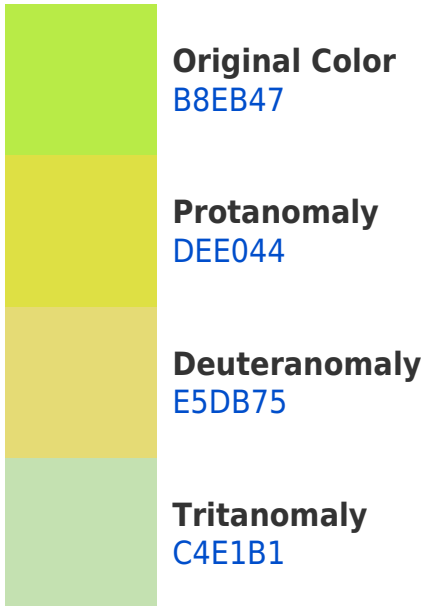 Original Color
B8EB47
Protanomaly
DEE044
Deuteranomaly
E5DB75
Tritanomaly
C4E1B1